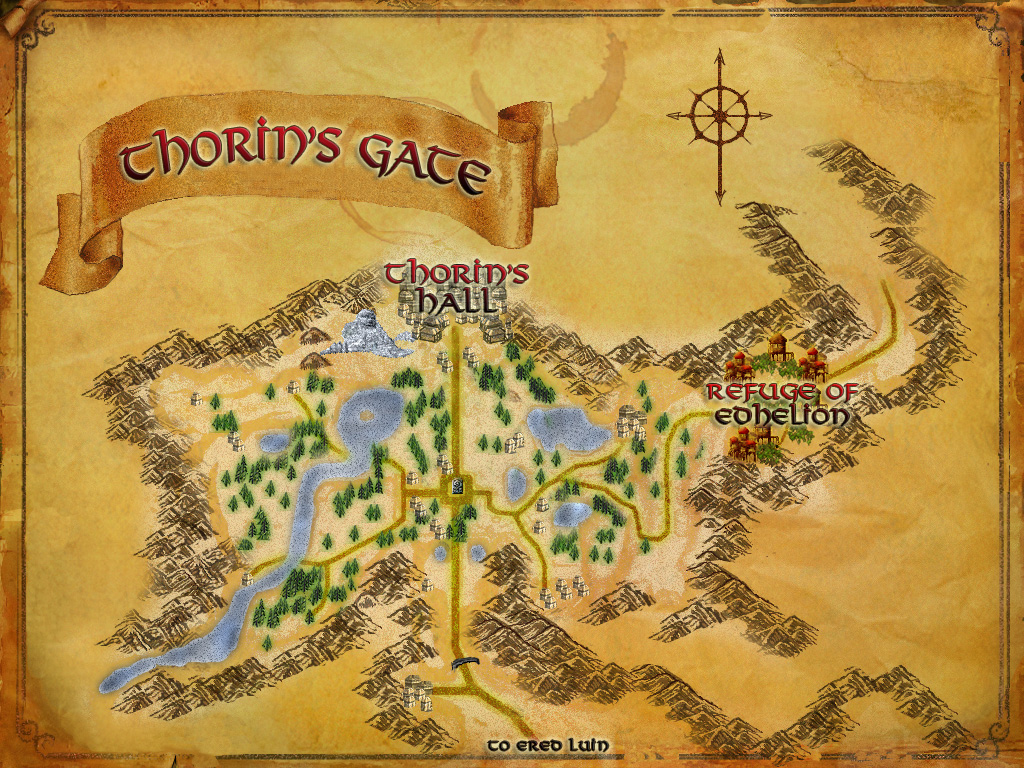 Thorin's Gate
Thorin's
Hall
Refuge of
Edhelion
To Ered Luin